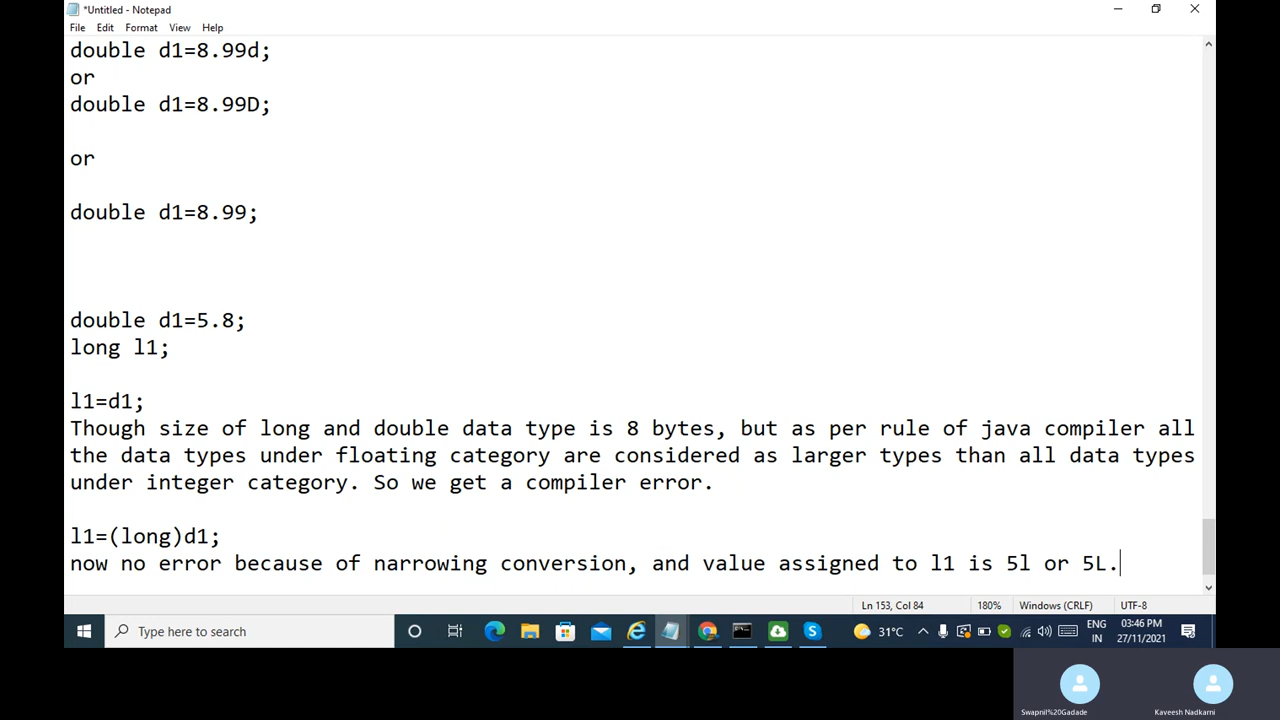 *Untitled - Notepad
File Edit Format View Help
double d1=8.99d;
or
double d1=8.99D;
or
double d1=8.99;
double d1=5.8;
long l1;
l1=d1;
Though size of long and double data type is 8 bytes, but as per rule of java compiler all
the data types under floating category are considered as larger types than all data types
under integer category. So we get a compiler error.
l1=(long)d1;
now no error because of narrowing conversion, and value assigned to l1 is 5l or 5L.
Ln 153, Col 84 180% Windows (CRLF) UTF-8
Type here to search 31°C ENG IN 03:46 PM 27/11/2021
Swapnil%20Gadade Kaveesh Nadkarni